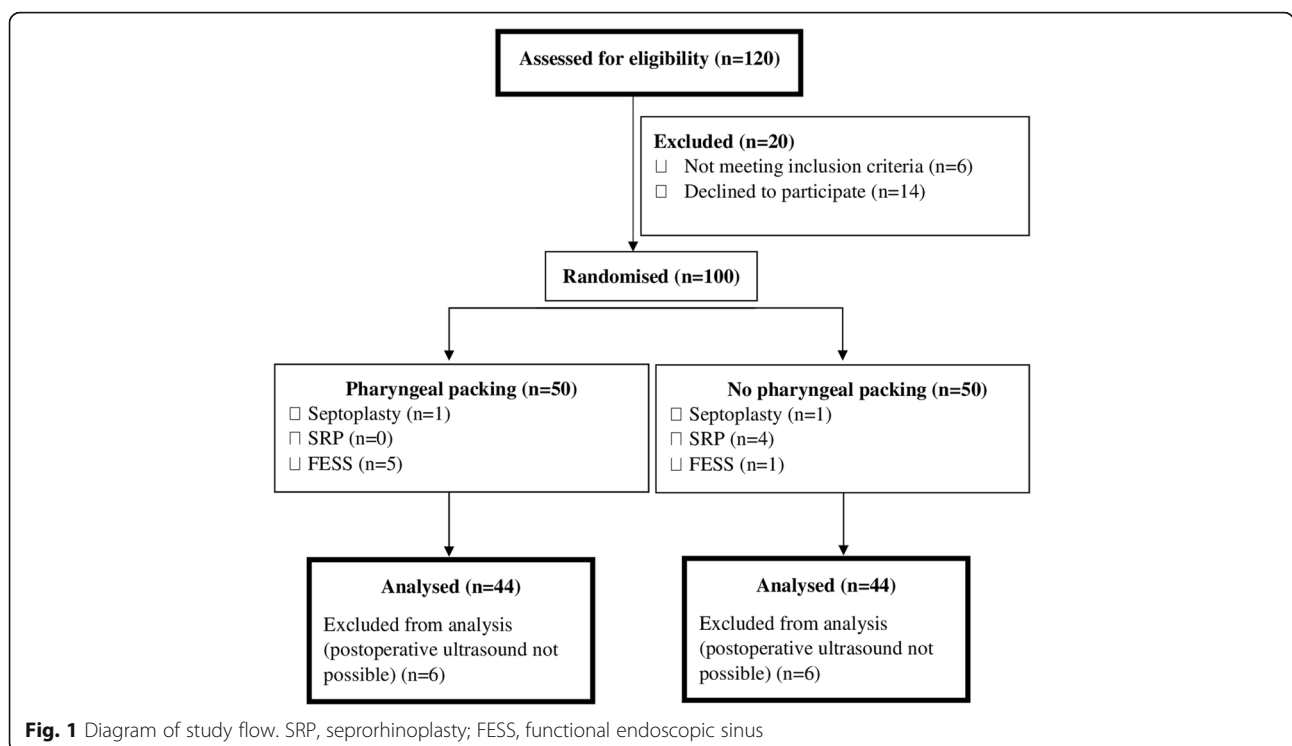 Assessed for eligibility (n=120)
Excluded (n=20)
Not meeting inclusion criteria (n=6)
Declined to participate (n=14)
Randomised (n=100)
Pharyngeal packing (n=50)
Septoplasty (n=1)
SRP (n=0)
FESS (n=5)
No pharyngeal packing (n=50)
Septoplasty (n=1)
SRP (n=4)
FESS (n=1)
Analysed (n=44)
Excluded from analysis
(postoperative ultrasound not
possible) (n=6)
Analysed (n=44)
Excluded from analysis
(postoperative ultrasound not
possible) (n=6)
Fig. 1 Diagram of study flow. SRP, seprorhinoplasty; FESS, functional endoscopic sinus